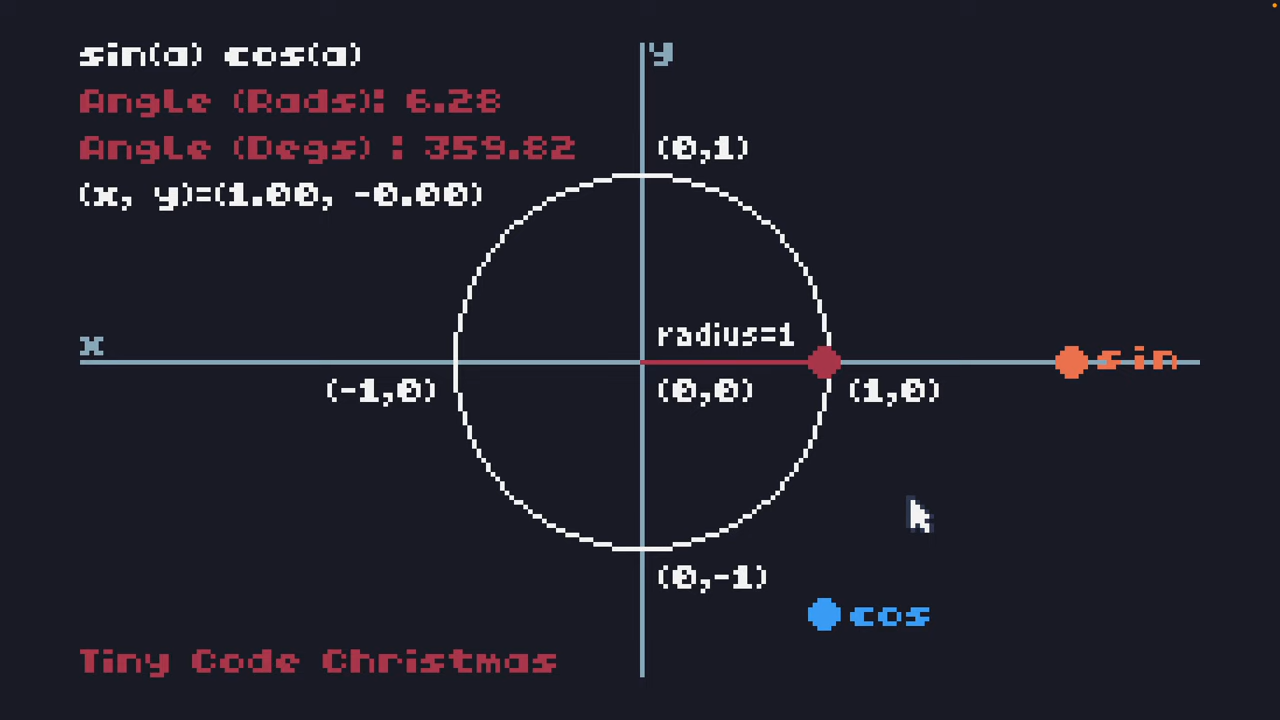 sin(a) cos(a)
y
Angle (Rads): 6.28
Angle (Degs) : 359.82
(0,1)
(x, y)=(1.00, -0.00)
radius=1
x
sin
(-1,0)
(0,0)
(1,0)
(0,-1)
cos
Tiny Code Christmas